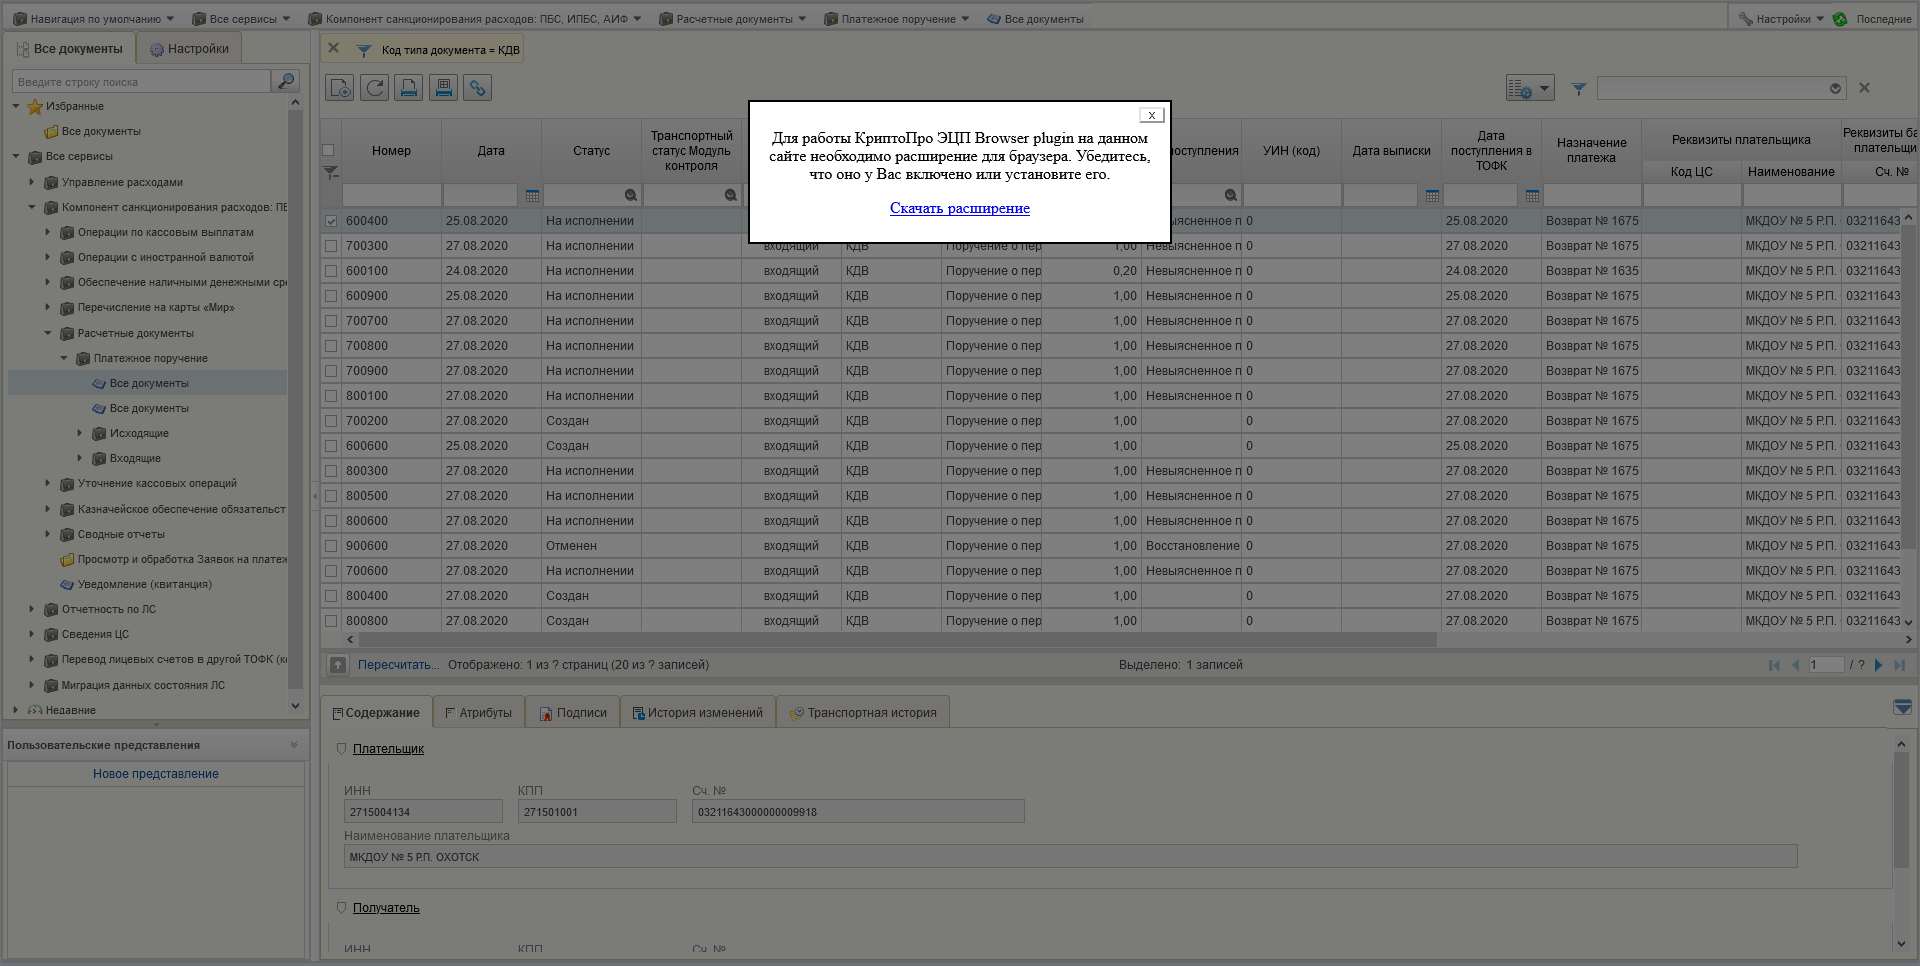 Навигация по умолчанию
Все сервисы
Компонент санкционирования расходов: ПБС, ИПБС, АИФ
Расчетные документы
Платежное поручение
Все документы
Настройки
Последние
Все документы
Настройки
Введите строку поиска
Избранные
Все документы
Все сервисы
Управление расходами
Компонент санкционирования расходов: ПБ
Операции по кассовым выплатам
Операции с иностранной валютой
Обеспечение наличными денежными сре
Перечисление на карты «Мир»
Расчетные документы
Платежное поручение
Все документы
Все документы
Исходящие
Входящие
Уточнение кассовых операций
Казначейское обеспечение обязательст
Сводные отчеты
Просмотр и обработка Заявок на платеж
Уведомление (квитанция)
Отчетность по ЛС
Сведения ЦС
Перевод лицевых счетов в другой ТОФК (к
Миграция данных состояния ЛС
Недавние
Пользовательские представления
Новое представление
Код типа документа = КДВ
Номер
Дата
Статус
Транспортный статус Модуль контроля
оступления
УИН (код)
Дата выписки
Дата поступления в ТОФК
Назначение платежа
Реквизиты плательщика
Код ЦС
Наименование
Реквизиты ба
плательщи
Сч. №
x
Для работы КриптоПро ЭЦП Browser plugin на данном
сайте необходимо расширение для браузера. Убедитесь,
что оно у Вас включено или установите его.
Скачать расширение
600400 25.08.2020 На исполнении ыясненное п 0 25.08.2020 Возврат № 1675 МКДОУ № 5 Р.П. 03211643
700300 27.08.2020 На исполнении входящий КДВ Поручение о пер 1,00 Невыясненное п 0 27.08.2020 Возврат № 1675 МКДОУ № 5 Р.П. 03211643
600100 24.08.2020 На исполнении входящий КДВ Поручение о пер 0,20 Невыясненное п 0 24.08.2020 Возврат № 1635 МКДОУ № 5 Р.П. 03211643
600900 25.08.2020 На исполнении входящий КДВ Поручение о пер 1,00 Невыясненное п 0 25.08.2020 Возврат № 1675 МКДОУ № 5 Р.П. 03211643
700700 27.08.2020 На исполнении входящий КДВ Поручение о пер 1,00 Невыясненное п 0 27.08.2020 Возврат № 1675 МКДОУ № 5 Р.П. 03211643
700800 27.08.2020 На исполнении входящий КДВ Поручение о пер 1,00 Невыясненное п 0 27.08.2020 Возврат № 1675 МКДОУ № 5 Р.П. 03211643
700900 27.08.2020 На исполнении входящий КДВ Поручение о пер 1,00 Невыясненное п 0 27.08.2020 Возврат № 1675 МКДОУ № 5 Р.П. 03211643
800100 27.08.2020 На исполнении входящий КДВ Поручение о пер 1,00 Невыясненное п 0 27.08.2020 Возврат № 1675 МКДОУ № 5 Р.П. 03211643
700200 27.08.2020 Создан входящий КДВ Поручение о пер 1,00 0 27.08.2020 Возврат № 1675 МКДОУ № 5 Р.П. 03211643
600600 25.08.2020 Создан входящий КДВ Поручение о пер 1,00 0 25.08.2020 Возврат № 1675 МКДОУ № 5 Р.П. 03211643
800300 27.08.2020 На исполнении входящий КДВ Поручение о пер 1,00 Невыясненное п 0 27.08.2020 Возврат № 1675 МКДОУ № 5 Р.П. 03211643
800500 27.08.2020 На исполнении входящий КДВ Поручение о пер 1,00 Невыясненное п 0 27.08.2020 Возврат № 1675 МКДОУ № 5 Р.П. 03211643
800600 27.08.2020 На исполнении входящий КДВ Поручение о пер 1,00 Невыясненное п 0 27.08.2020 Возврат № 1675 МКДОУ № 5 Р.П. 03211643
900600 27.08.2020 Отменен входящий КДВ Поручение о пер 1,00 Восстановление 0 27.08.2020 Возврат № 1675 МКДОУ № 5 Р.П. 03211643
700600 27.08.2020 На исполнении входящий КДВ Поручение о пер 1,00 Невыясненное п 0 27.08.2020 Возврат № 1675 МКДОУ № 5 Р.П. 03211643
800400 27.08.2020 Создан входящий КДВ Поручение о пер 1,00 0 27.08.2020 Возврат № 1675 МКДОУ № 5 Р.П. 03211643
800800 27.08.2020 Создан входящий КДВ Поручение о пер 1,00 0 27.08.2020 Возврат № 1675 МКДОУ № 5 Р.П. 03211643
Пересчитать... Отображено: 1 из ? страниц (20 из ? записей)
Выделено: 1 записей
1 / ?
Содержание
Атрибуты
Подписи
История изменений
Транспортная история
Плательщик
ИНН КПП Сч. №
2715004134 271501001 03211643000000009918
Наименование плательщика
МКДОУ № 5 Р.П. ОХОТСК
Получатель
ИНН КПП Сч. №